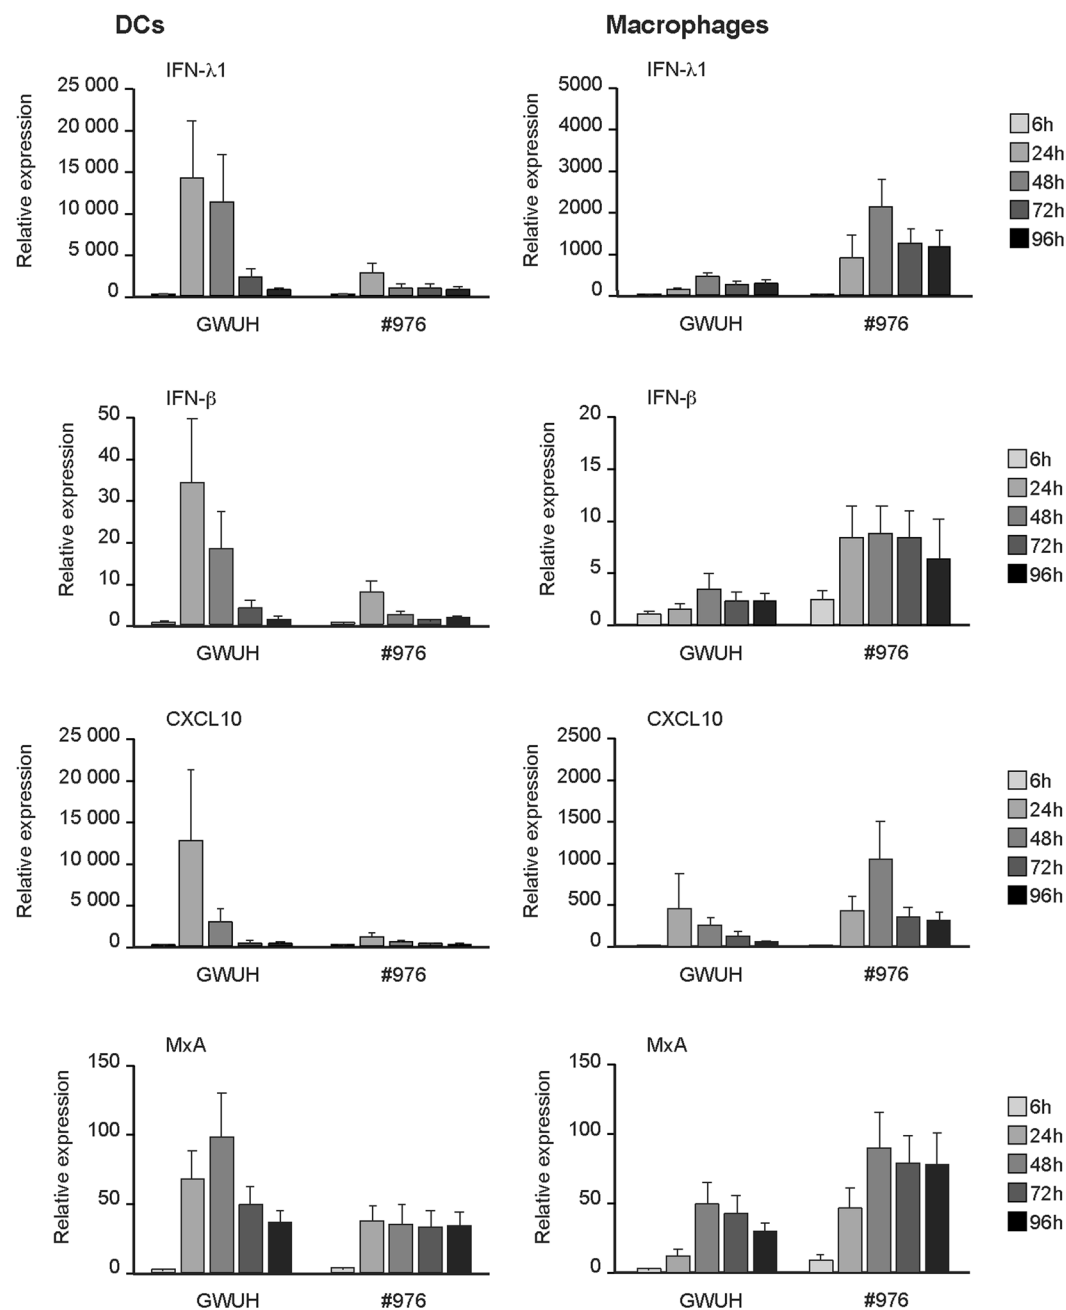 DCs
Macrophages
IFN-λ1
25 000
20 000
15 000
10 000
5 000
0
Relative expression
GWUH
#976
IFN-λ1
5000
4000
3000
2000
1000
0
Relative expression
GWUH
#976
6h
24h
48h
72h
96h
IFN-β
50
40
30
20
10
0
Relative expression
GWUH
#976
IFN-β
20
15
10
5
0
Relative expression
GWUH
#976
6h
24h
48h
72h
96h
CXCL10
25 000
20 000
15 000
10 000
5 000
0
Relative expression
GWUH
#976
CXCL10
2500
2000
1500
1000
500
0
Relative expression
GWUH
#976
6h
24h
48h
72h
96h
MxA
150
100
50
0
Relative expression
GWUH
#976
MxA
150
100
50
0
Relative expression
GWUH
#976
6h
24h
48h
72h
96h